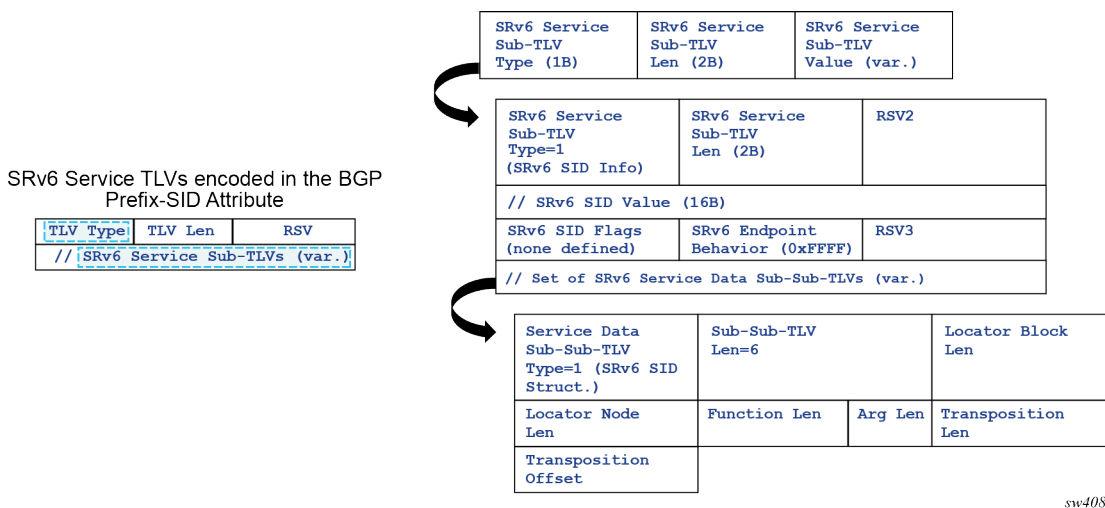 SRv6 Service TLVs encoded in the BGP
Prefix-SID Attribute
TLV Type TLV Len RSV
// SRv6 Service Sub-TLVs (var.)
SRv6 Service
Sub-TLV
Type (1B)
SRv6 Service
Sub-TLV
Len (2B)
SRv6 Service
Sub-TLV
Value (var.)
SRv6 Service
Sub-TLV
Type=1
(SRv6 SID Info)
SRv6 Service
Sub-TLV
Len (2B)
RSV2
// SRv6 SID Value (16B)
SRv6 SID Flags
(none defined)
SRv6 Endpoint
Behavior (0xFFFF)
RSV3
// Set of SRv6 Service Data Sub-Sub-TLVs (var.)
Service Data
Sub-Sub-TLV
Type=1 (SRv6 SID
Struct.)
Sub-Sub-TLV
Len=6
Locator Block
Len
Locator Node
Len
Function Len
Arg Len
Transposition
Len
Transposition
Offset
sw408